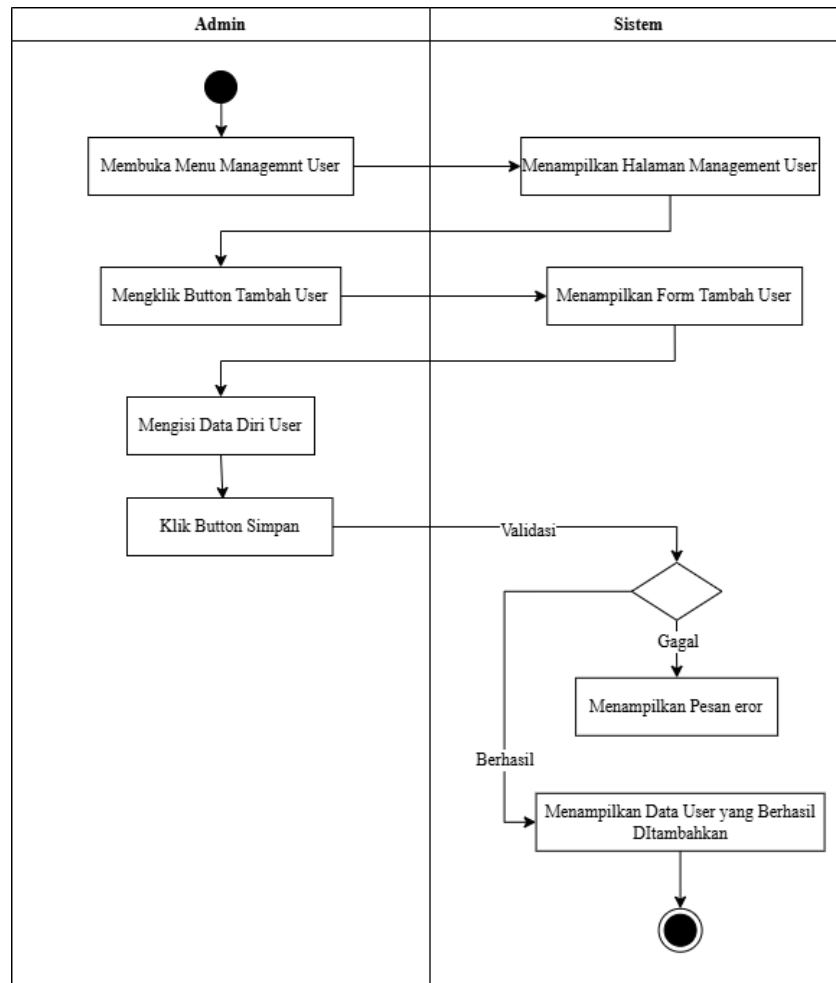 Admin
Sistem
Membuka Menu Managemnt User
Menampilkan Halaman Management User
Mengklik Button Tambah User
Menampilkan Form Tambah User
Mengisi Data Diri User
Klik Button Simpan
Validasi
Gagal
Menampilkan Pesan eror
Berhasil
Menampilkan Data User yang Berhasil
DItambahkan